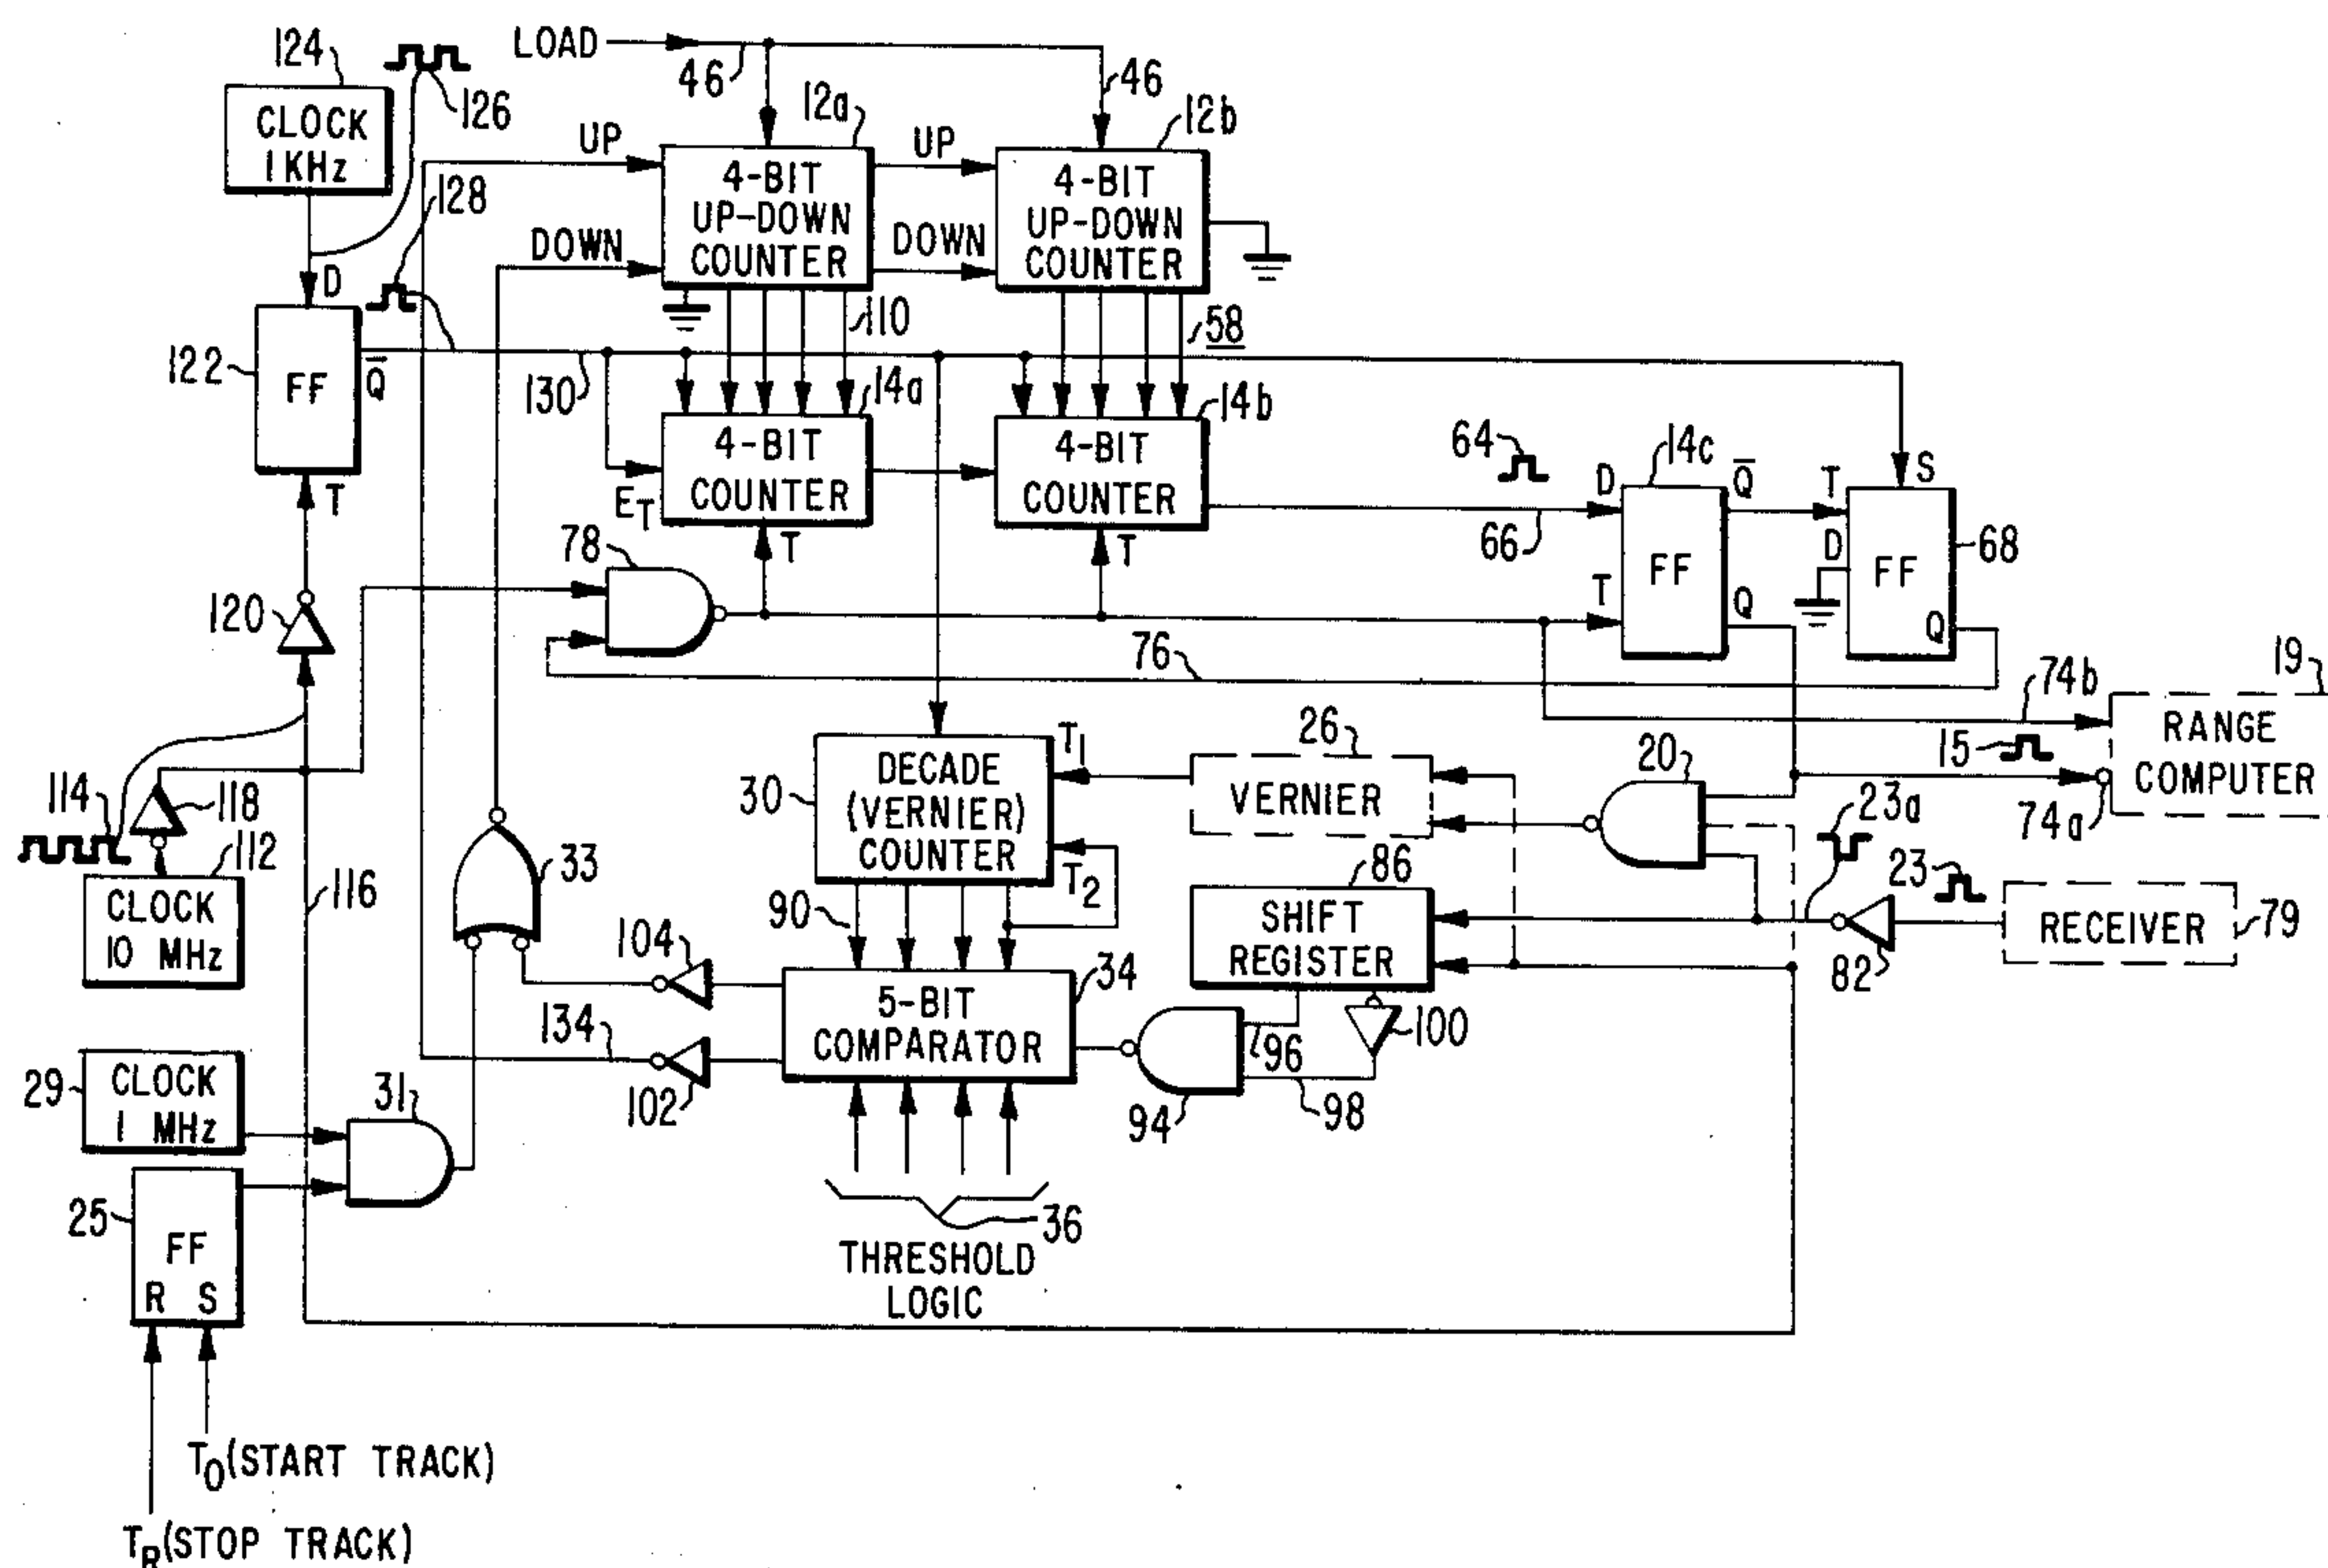 124
126
LOAD
46
46
CLOCK
1 KHz
12a
12b
UP
UP
128
4-BIT
UP-DOWN
COUNTER
4-BIT
UP-DOWN
COUNTER
DOWN
DOWN
D
110
58
122
FF
Q̅
130
14a
14b
4-BIT
COUNTER
4-BIT
COUNTER
64
14c
D
Q̅
T
S
ET
T
T
T
66
78
FF
D
FF
68
T
Q
Q
120
76
74b
19
RANGE
COMPUTER
114
118
112
26
T1
15
20
30
DECADE
(VERNIER)
COUNTER
VERNIER
74a
23a
CLOCK
10 MHz
116
33
T2
86
23
90
SHIFT
REGISTER
RECEIVER
79
82
104
34
5-BIT
COMPARATOR
100
134
96
29
CLOCK
1 MHz
31
102
94
98
25
FF
R S
36
THRESHOLD
LOGIC
T0(START TRACK)
TR(STOP TRACK)